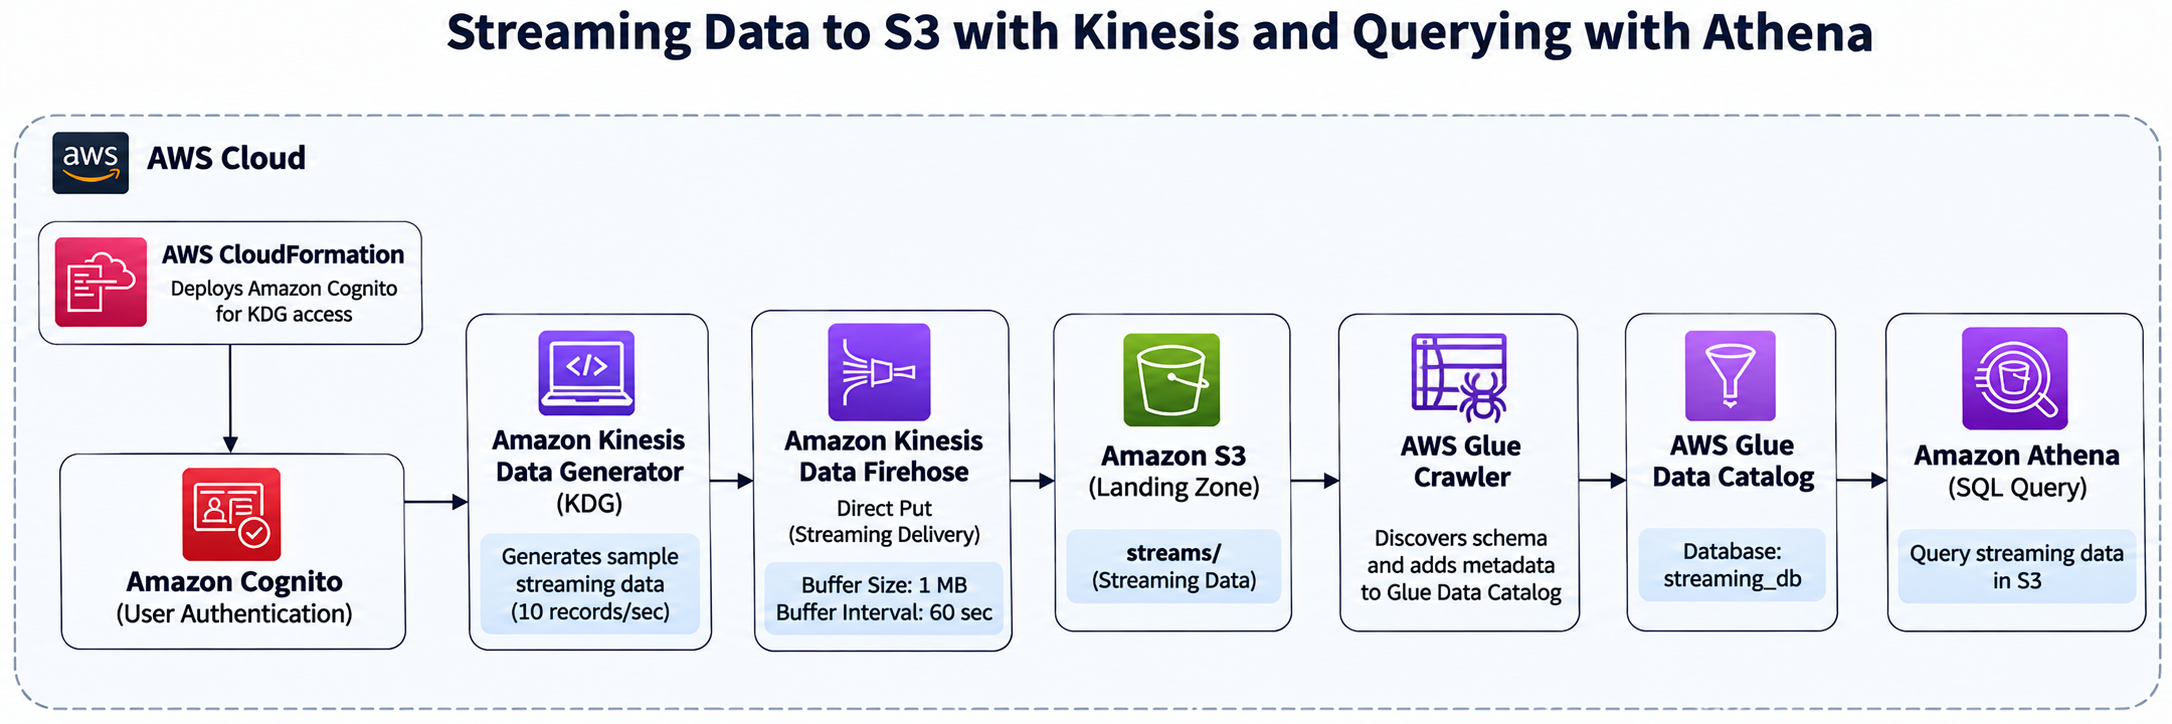 Streaming Data to S3 with Kinesis and Querying with Athena
aws
AWS Cloud
AWS CloudFormation
Deploys Amazon Cognito
for KDG access
Amazon Cognito
(User Authentication)
Amazon Kinesis
Data Generator
(KDG)
Generates sample
streaming data
(10 records/sec)
Amazon Kinesis
Data Firehose
Direct Put
(Streaming Delivery)
Buffer Size: 1 MB
Buffer Interval: 60 sec
Amazon S3
(Landing Zone)
streams/
(Streaming Data)
AWS Glue
Crawler
Discovers schema
and adds metadata
to Glue Data Catalog
AWS Glue
Data Catalog
Database:
streaming_db
Amazon Athena
(SQL Query)
Query streaming data
in S3